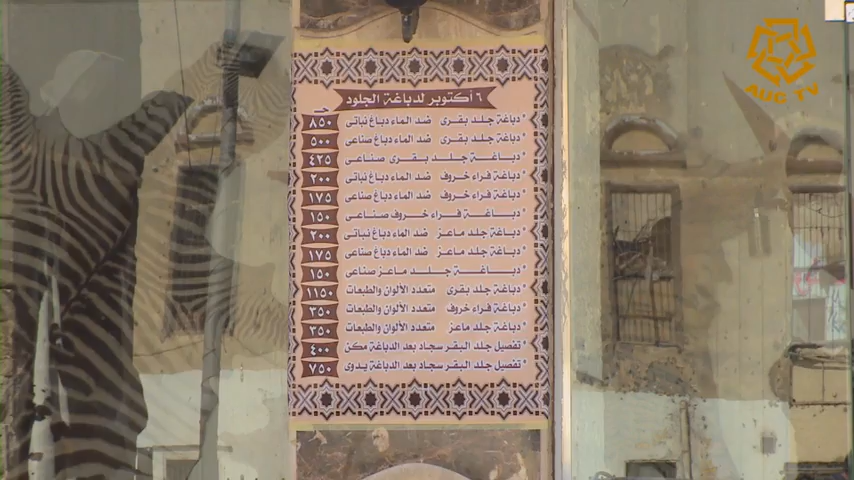 AUC TV
٦ أكتوبر لدباغة الجلود
جـ
* دباغة جلد بقرى ضد الماء دباغ نباتى ٨٥٠
* دباغة جلد بقرى ضد الماء دباغ صناعى ٥٠٠
* دباغة جلد بقرى صناعى ٤٢٥
* دباغة فراء خروف ضد الماء دباغ نباتى ٢٠٠
* دباغة فراء خروف ضد الماء دباغ صناعى ١٧٥
* دباغة فراء خروف صناعى ١٥٠
* دباغة جلد ماعز ضد الماء دباغ نباتى ٢٠٠
* دباغة جلد ماعز ضد الماء دباغ صناعى ١٧٥
* دباغة جلد ماعز صناعى ١٥٠
* دباغة جلد بقرى متعدد الألوان والطبعات ١١٥٠
* دباغة فراء خروف متعدد الألوان والطبعات ٣٥٠
* دباغة جلد ماعز متعدد الألوان والطبعات ٣٥٠
* تفصيل جلد البقر سجاد بعد الدباغة مكن ٤٠٠
* تفصيل جلد البقر سجاد بعد الدباغة يدوى ٧٥٠